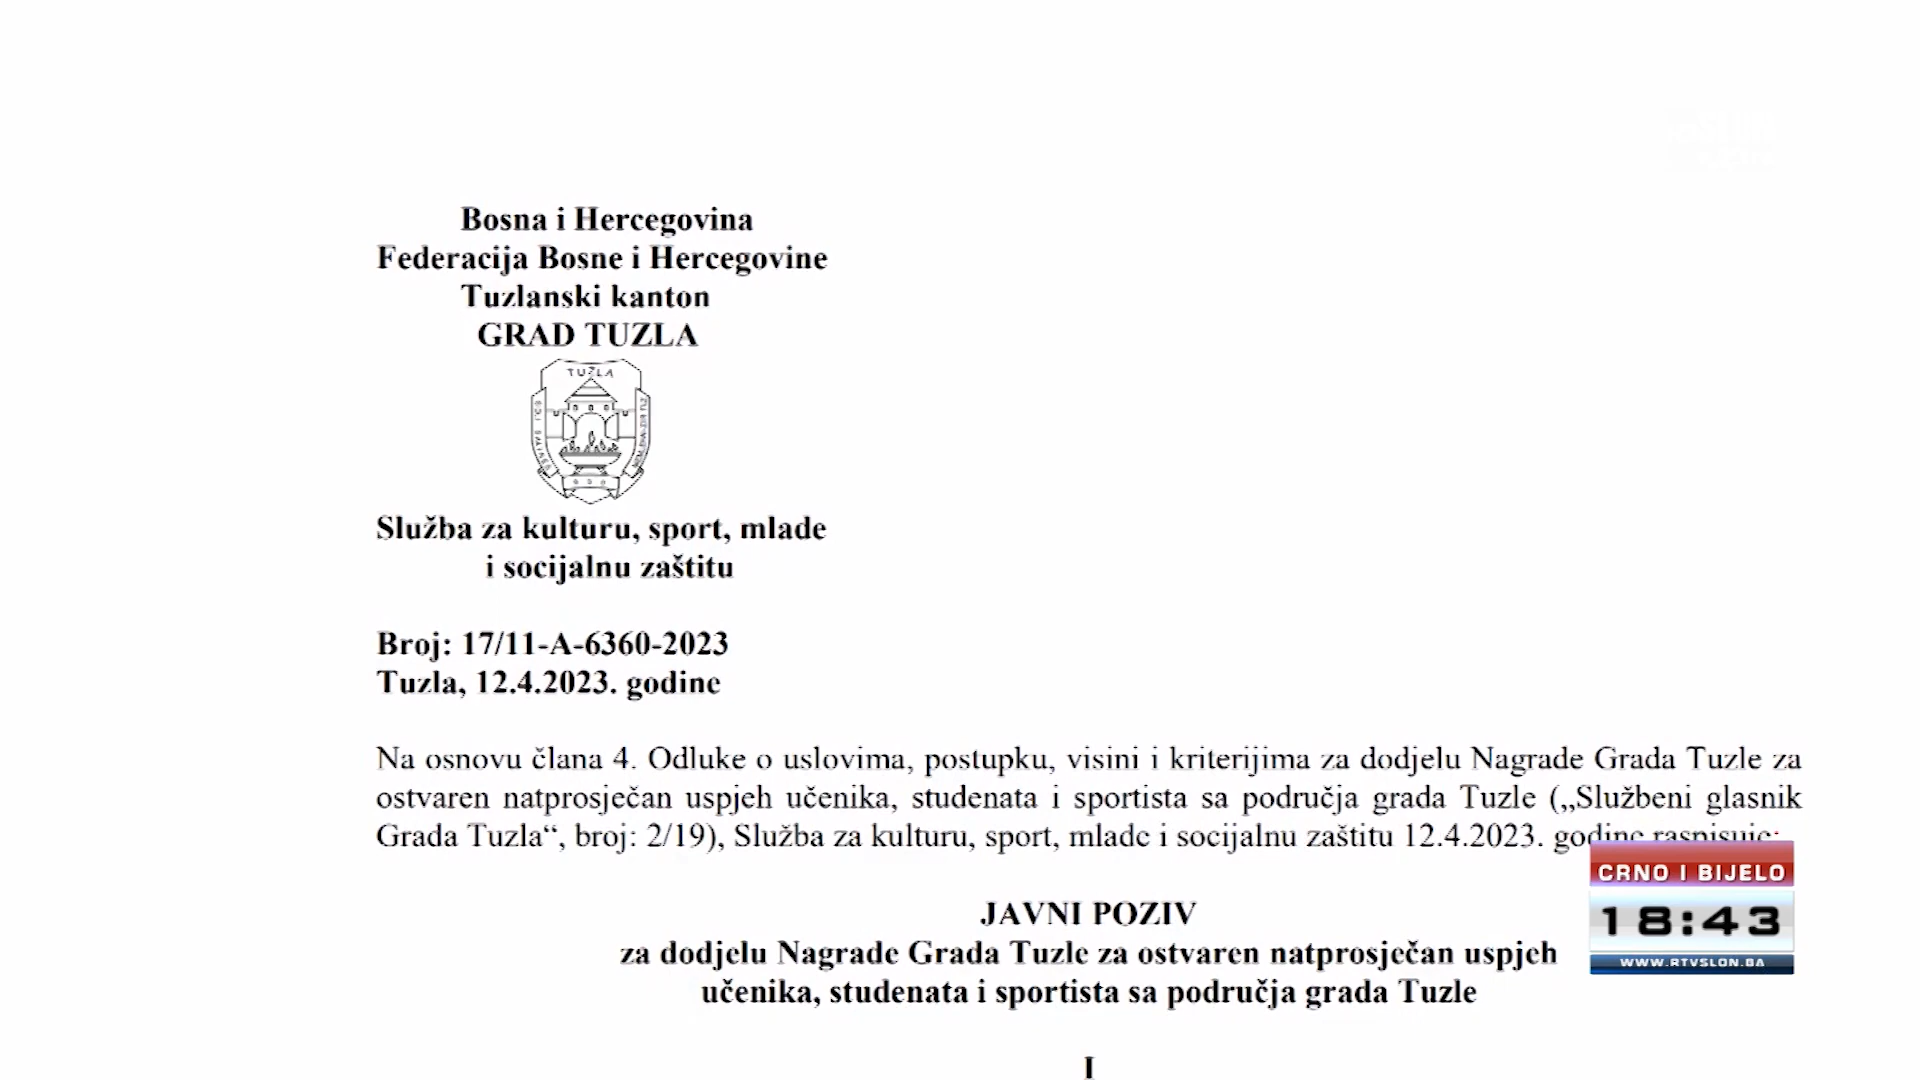 Bosna i Hercegovina
Federacija Bosne i Hercegovine
Tuzlanski kanton
GRAD TUZLA
TUZLA
Služba za kulturu, sport, mlade
i socijalnu zaštitu
Broj: 17/11-A-6360-2023
Tuzla, 12.4.2023. godine
Na osnovu člana 4. Odluke o uslovima, postupku, visini i kriterijima za dodjelu Nagrade Grada Tuzle za
ostvaren natprosječan uspjeh učenika, studenata i sportista sa područja grada Tuzle („Službeni glasnik
Grada Tuzla“, broj: 2/19), Služba za kulturu, sport, mlade i socijalnu zaštitu 12.4.2023. godine raspisuje:
JAVNI POZIV
za dodjelu Nagrade Grada Tuzle za ostvaren natprosječan uspjeh
učenika, studenata i sportista sa područja grada Tuzle
I
CRNO I BIJELO
18:43
WWW.RTVSLON.BA